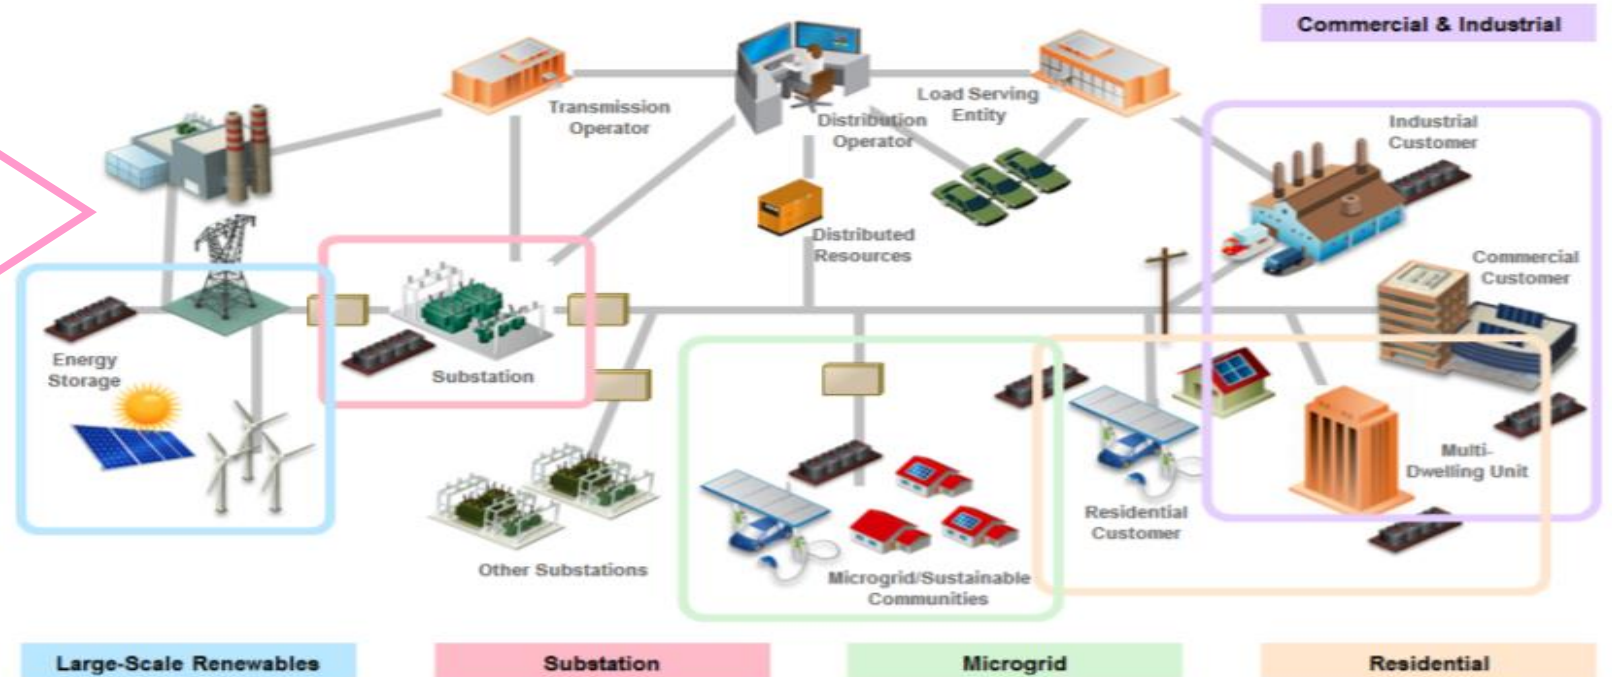 Commercial & Industrial
Transmission
Operator
Distribution
Operator
Load Serving
Entity
Industrial
Customer
Distributed
Resources
Commercial
Customer
Energy
Storage
Substation
Multi-
Dwelling Unit
Residential
Customer
Other Substations
Microgrid/Sustainable
Communities
Large-Scale Renewables
Substation
Microgrid
Residential